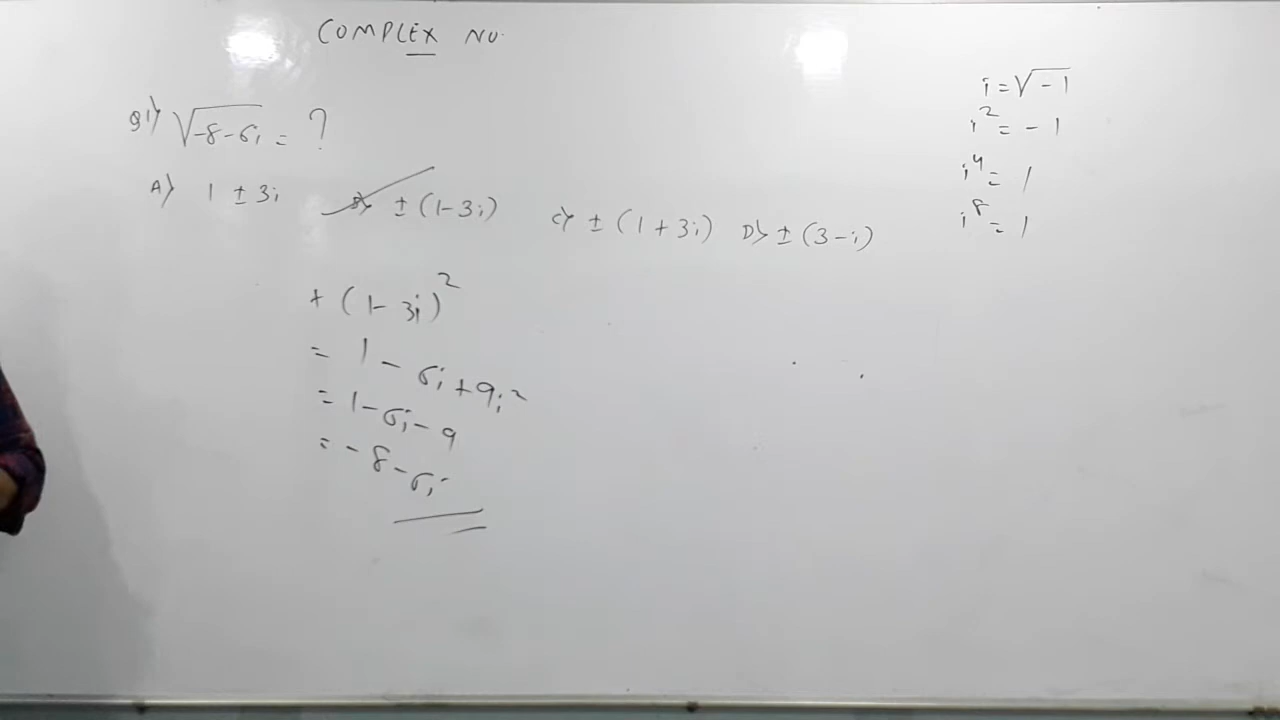 COMPLEX NO.
Q1) √-8-6i = ?
A) 1 ± 3i B) ± (1-3i) C) ± (1+3i) D) ± (3-i)
+ (1-3i)²
= 1 - 6i + 9i²
= 1-6i-9
= -8-6i
i = √-1
i² = -1
i⁴ = 1
i⁸ = 1